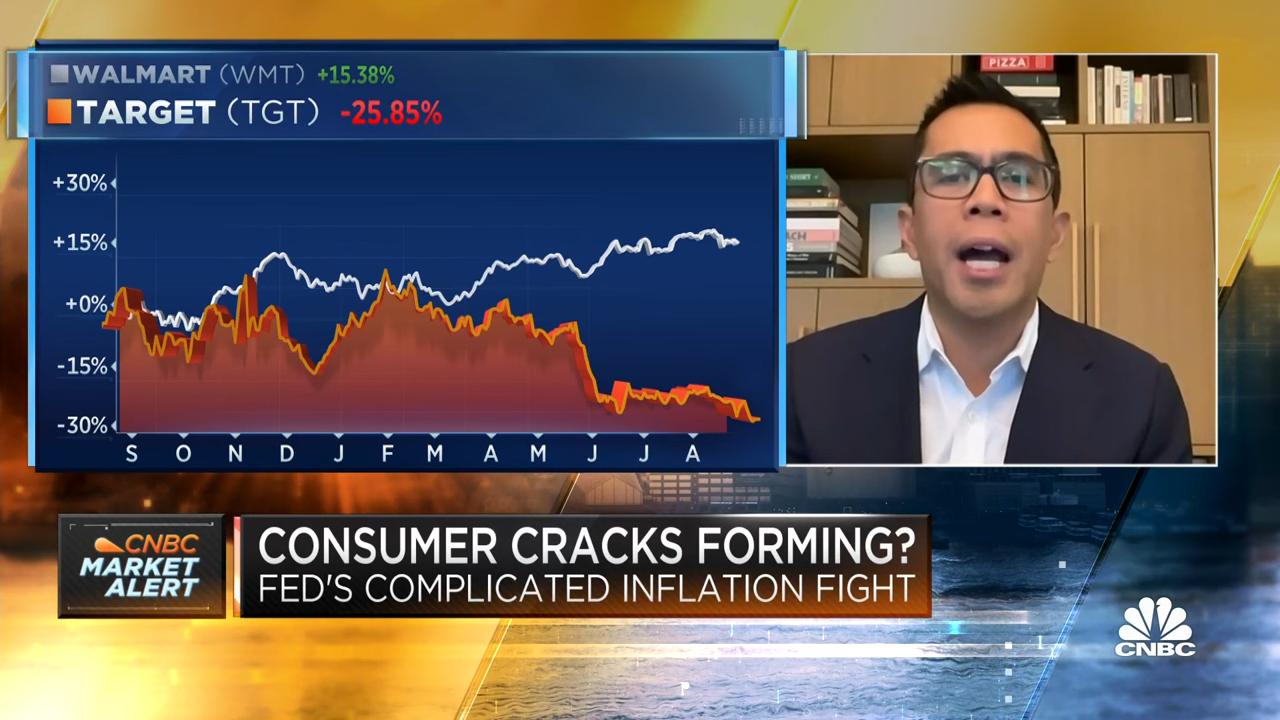 WALMART (WMT) +15.38%
TARGET (TGT) -25.85%
+30%
+15%
+0%
-15%
-30%
S O N D J F M A M J J A
PIZZA
CNBC
MARKET
ALERT
CONSUMER CRACKS FORMING?
FED'S COMPLICATED INFLATION FIGHT
CNBC